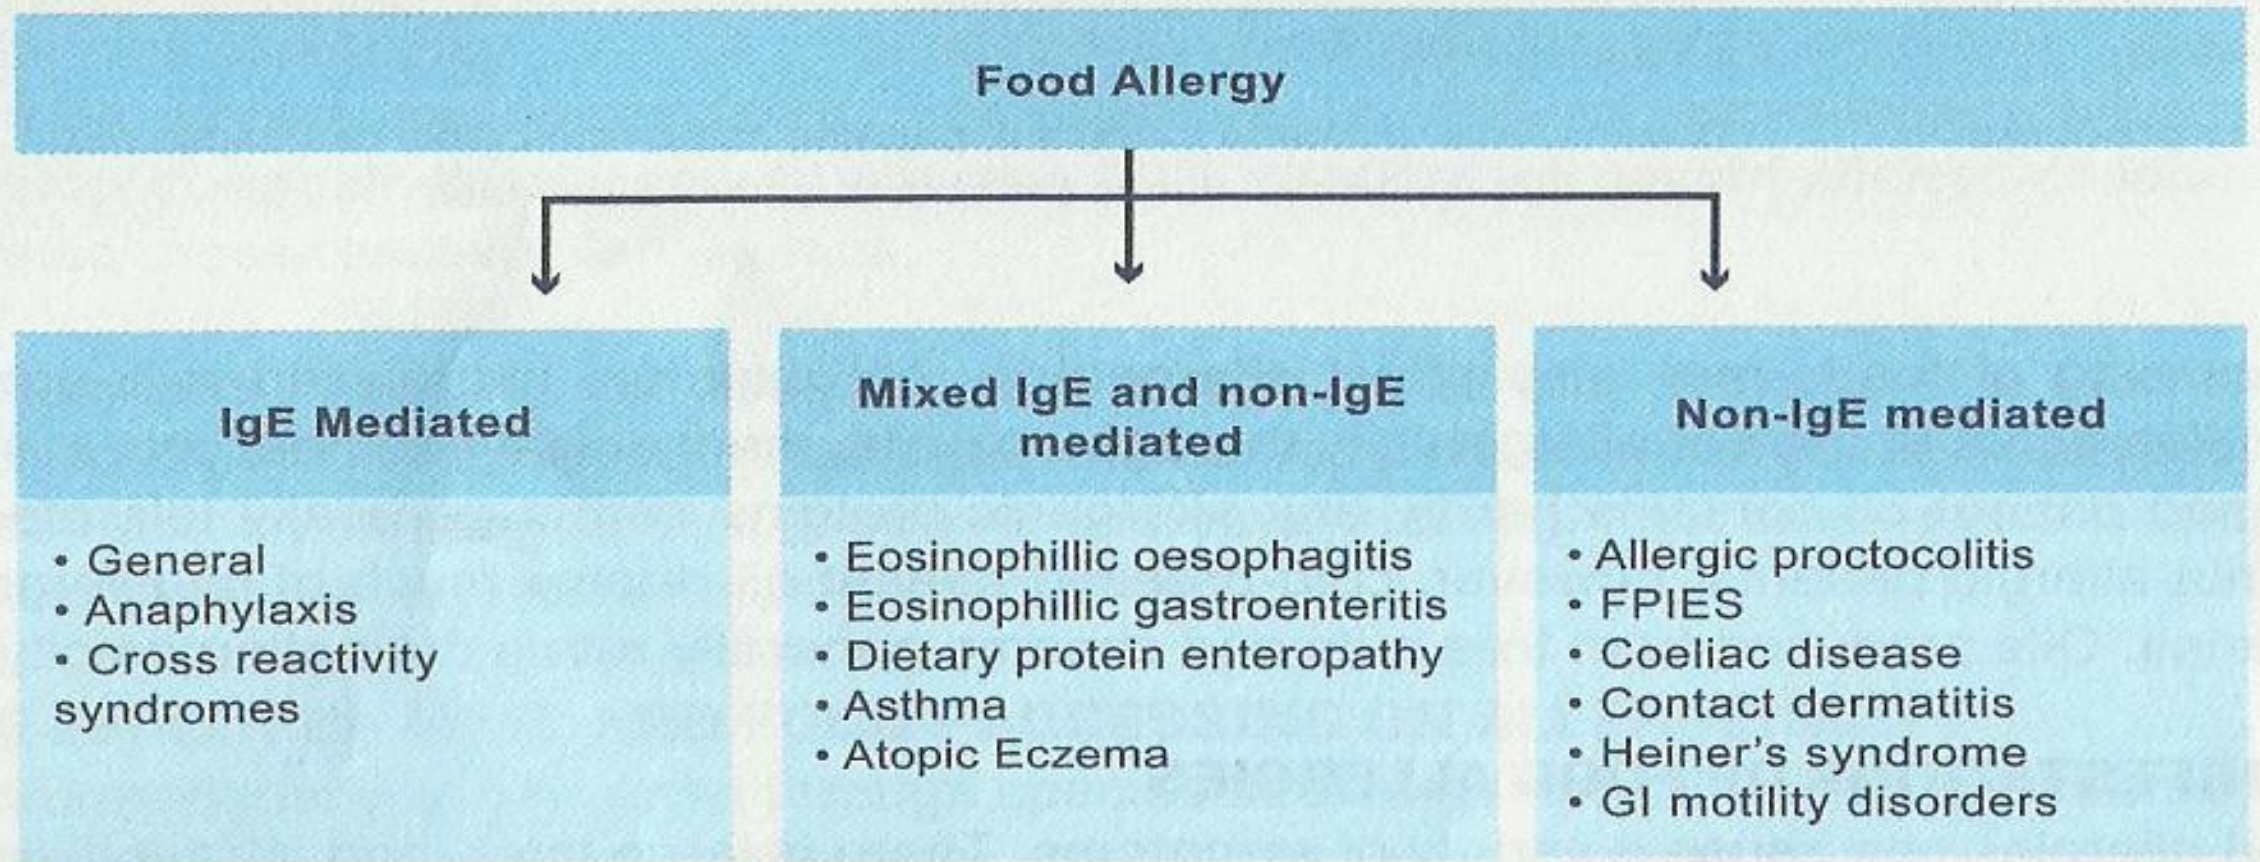 Food Allergy
IgE Mediated
• General
• Anaphylaxis
• Cross reactivity
syndromes
Mixed IgE and non-IgE
mediated
• Eosinophillic oesophagitis
• Eosinophillic gastroenteritis
• Dietary protein enteropathy
• Asthma
• Atopic Eczema
Non-IgE mediated
• Allergic proctocolitis
• FPIES
• Coeliac disease
• Contact dermatitis
• Heiner's syndrome
• GI motility disorders